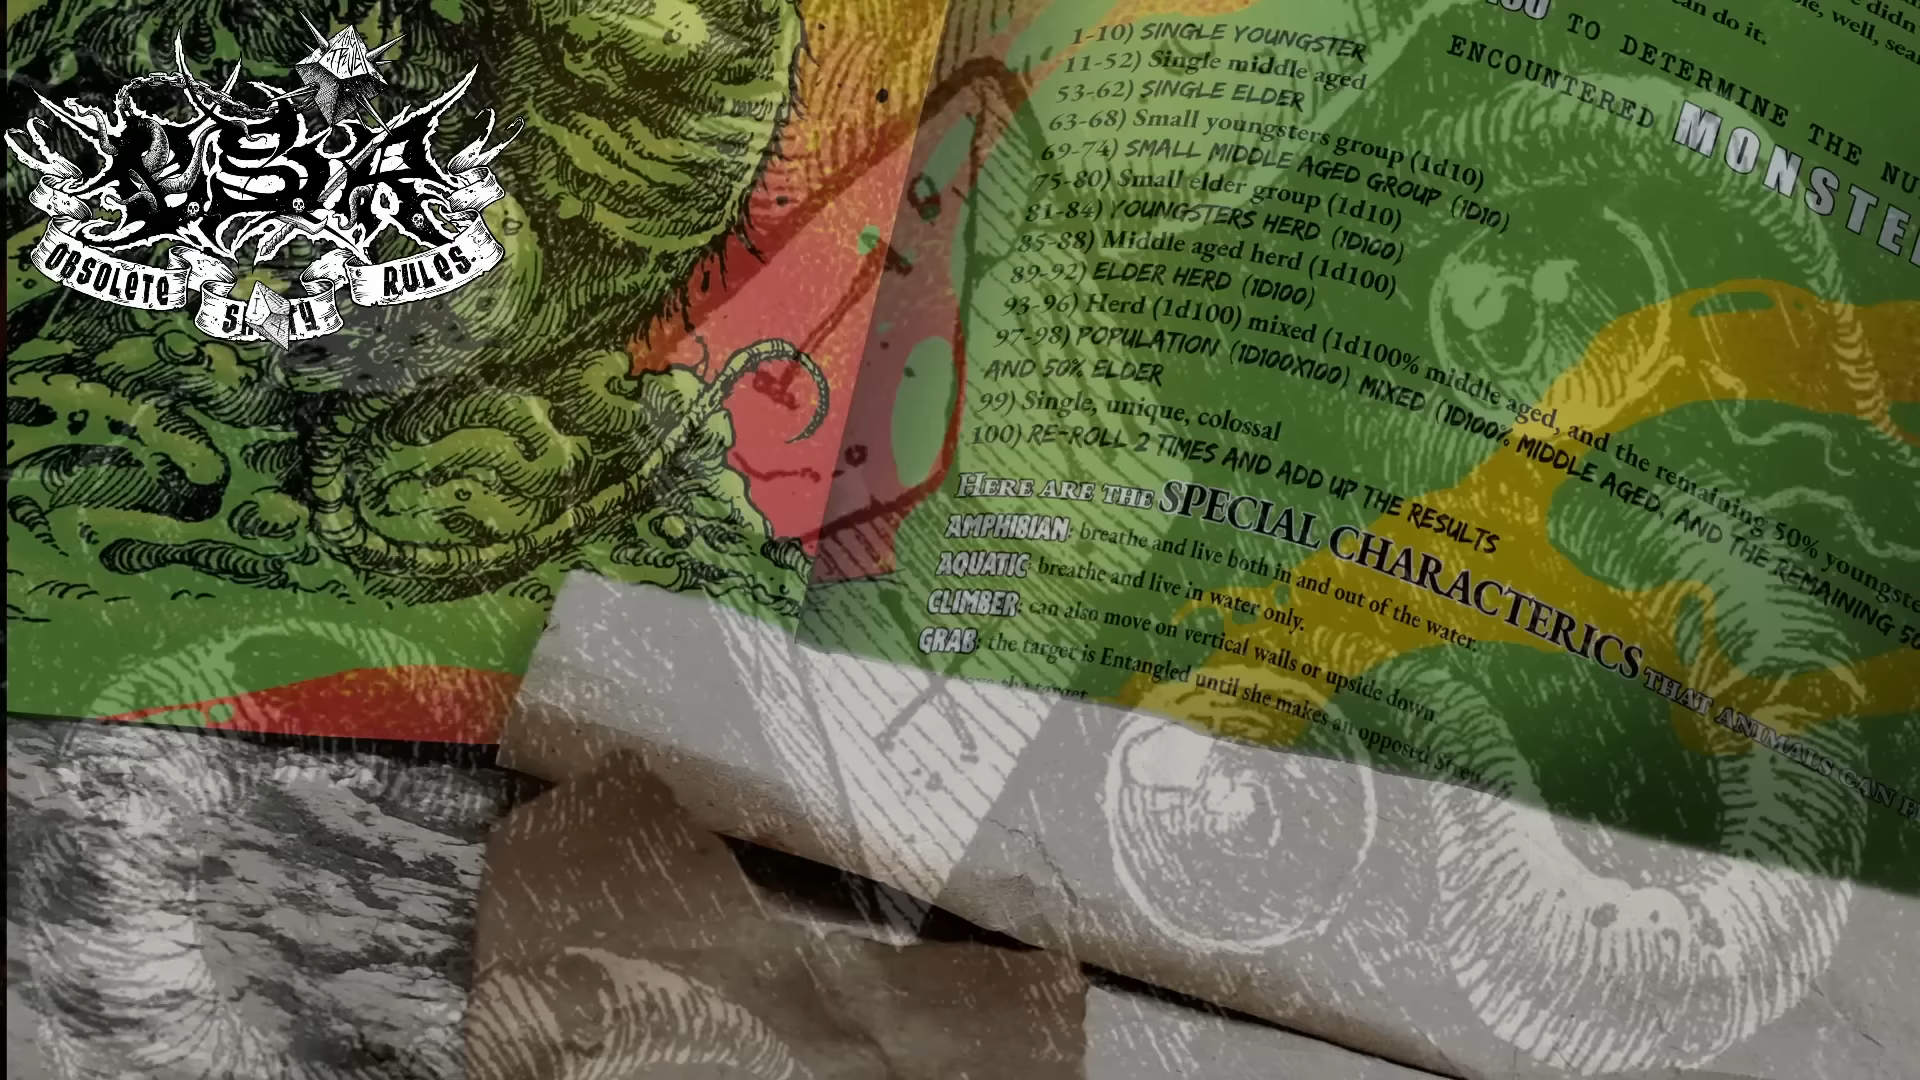 OBSOLETE
RULES
can do it.
TO DETERMINE THE
ENCOUNTERED
1-10) SINGLE YOUNGSTER
11-52) Single middle aged
53-62) SINGLE ELDER
63-68) Small youngsters group (1d10)
69-74) SMALL MIDDLE AGED GROUP (1D10)
75-80) Small elder group (1d10)
81-84) YOUNGSTERS HERD (1D100)
85-88) Middle aged herd (1d100)
89-92) ELDER HERD (1D100)
93-96) Herd (1d100) mixed (1d100% middle aged, and the remaining 50%
97-98) POPULATION (1D100X100) MIXED (1D100% MIDDLE AGED, AND THE REMAINING
AND 50% ELDER
99) Single, unique, colossal
100) RE-ROLL 2 TIMES AND ADD UP THE RESULTS
HERE ARE THE SPECIAL CHARACTERICS THAT ANIMALS CAN
AMPHIBIAN: breathe and live both in and out of the water.
AQUATIC: breathe and live in water only.
CLIMBER: can also move on vertical walls or upside down.
GRAB: the target is Entangled until she makes an opposed